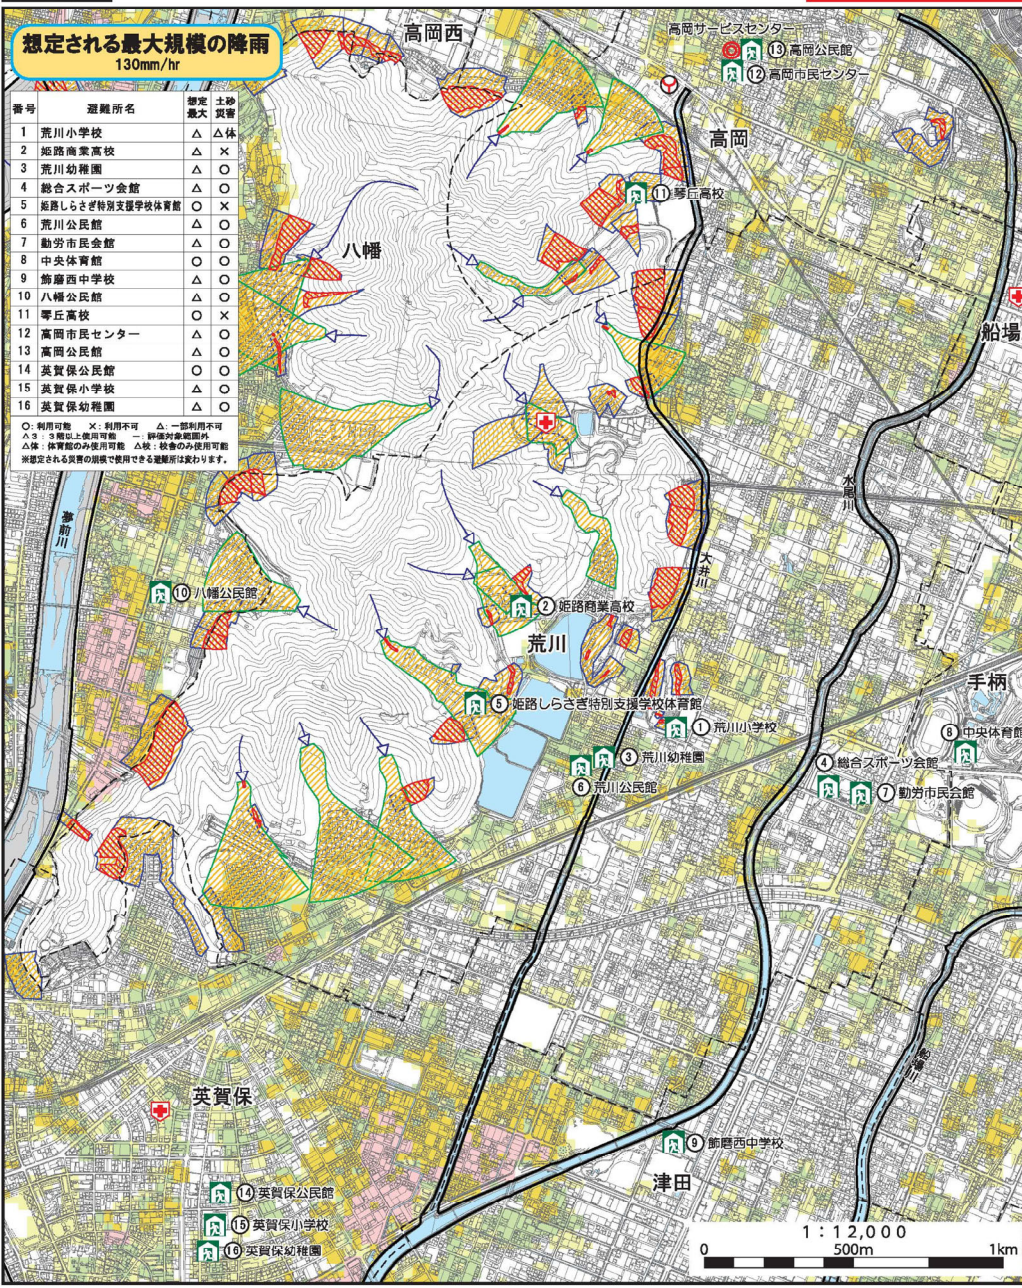 想定される最大規模の降雨
130mm/hr
番号 避難所名 想定最大 土砂災害
1 荒川小学校 △ △体
2 姫路商業高校 △ ×
3 荒川幼稚園 △ ○
4 総合スポーツ会館 △ ○
5 姫路しらさぎ特別支援学校体育館 ○ ×
6 荒川公民館 △ ○
7 勤労市民会館 △ ○
8 中央体育館 ○ ○
9 飾磨西中学校 △ ○
10 八幡公民館 △ ○
11 琴丘高校 ○ ×
12 高岡市民センター △ ○
13 高岡公民館 △ ○
14 英賀保公民館 ○ ○
15 英賀保小学校 △ ○
16 英賀保幼稚園 △ ○
○:利用可能 ×:利用不可 △:一部利用不可
△3:3階以上使用可能 ー:評価対象範囲外
△体:体育館のみ使用可能 △校:校舎のみ使用可能
※想定される災害の規模で使用できる避難所は変わります。
高岡西
高岡サービスセンター
⑬高岡公民館
⑫高岡市民センター
高岡
⑪琴丘高校
八幡
船場
水尾川
夢前川
大井川
⑩八幡公民館
②姫路商業高校
荒川
手柄
⑤姫路しらさぎ特別支援学校体育館
①荒川小学校
⑧中央体育館
③荒川幼稚園
④総合スポーツ会館
⑥荒川公民館
⑦勤労市民会館
船場川
英賀保
⑨飾磨西中学校
津田
⑭英賀保公民館
⑮英賀保小学校
⑯英賀保幼稚園
1:12,000
0 500m 1km